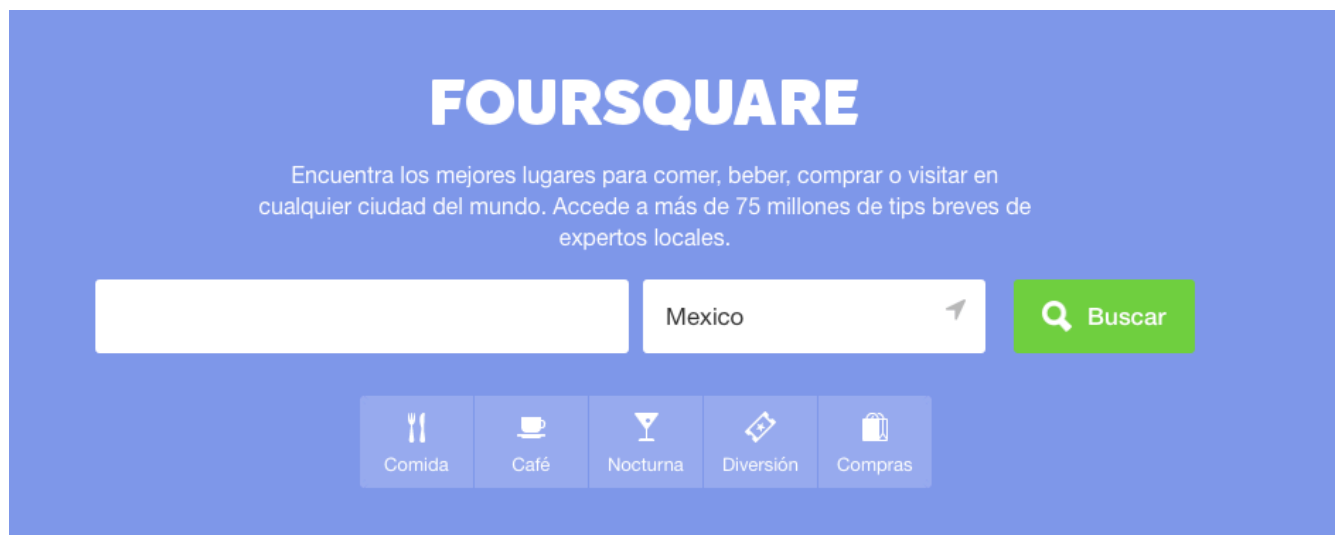 FOURSQUARE
Encuentra los mejores lugares para comer, beber, comprar o visitar en
cualquier ciudad del mundo. Accede a más de 75 millones de tips breves de
expertos locales.
Mexico
Buscar
Comida
Café
Nocturna
Diversión
Compras